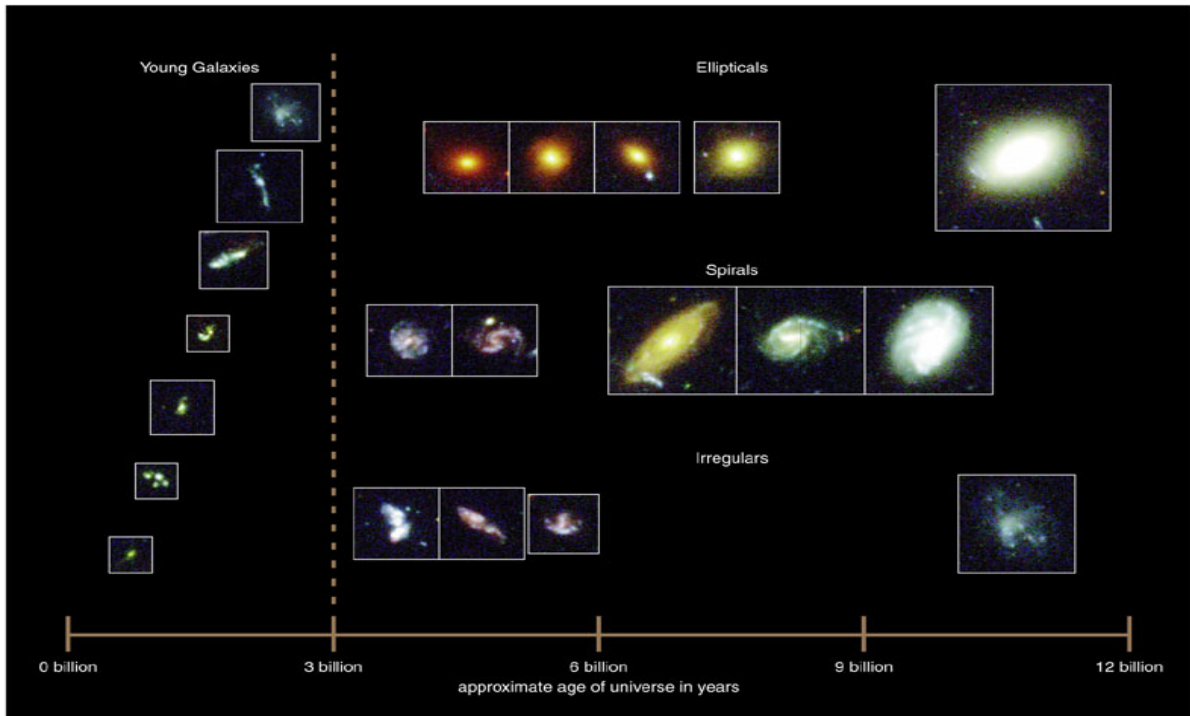 Young Galaxies
Ellipticals
Spirals
Irregulars
0 billion
3 billion
6 billion
9 billion
12 billion
approximate age of universe in years